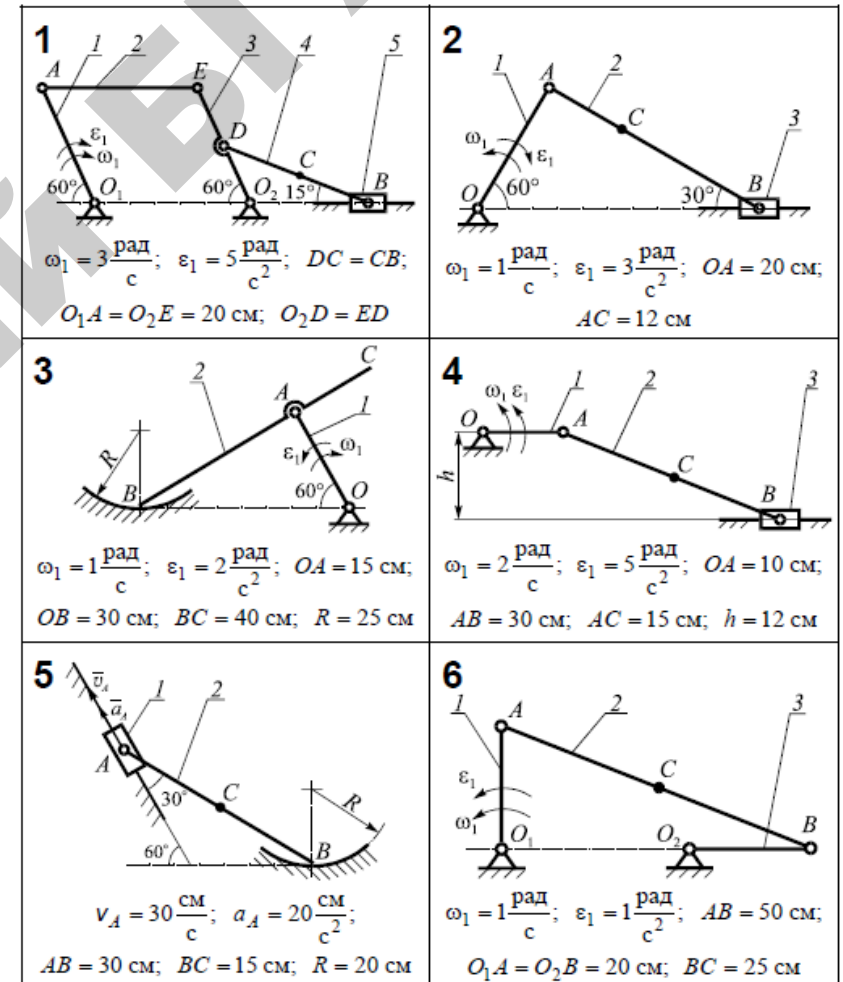 1
1 2 3 4 5
A E
D
ε₁
ω₁
C
60° O₁ 60° O₂ 15° B
ω₁ = 3 рад/с; ε₁ = 5 рад/с²; DC = CB;
O₁A = O₂E = 20 см; O₂D = ED
2
1 2 3
A
C
ω₁ ε₁
O 60° 30° B
ω₁ = 1 рад/с; ε₁ = 3 рад/с²; OA = 20 см;
AC = 12 см
3
2 C
A 1
R ε₁ ω₁
B 60° O
ω₁ = 1 рад/с; ε₁ = 2 рад/с²; OA = 15 см;
OB = 30 см; BC = 40 см; R = 25 см
4
ω₁ ε₁ 1 2 3
O A
C
h B
ω₁ = 2 рад/с; ε₁ = 5 рад/с²; OA = 10 см;
AB = 30 см; AC = 15 см; h = 12 см
5
v̄_A 1 2
ā_A
A
30° C R
60° B
v_A = 30 см/с; a_A = 20 см/с²;
AB = 30 см; BC = 15 см; R = 20 см
6
1 A 2 3
ε₁ C
ω₁
O₁ O₂ B
ω₁ = 1 рад/с; ε₁ = 1 рад/с²; AB = 50 см;
O₁A = O₂B = 20 см; BC = 25 см